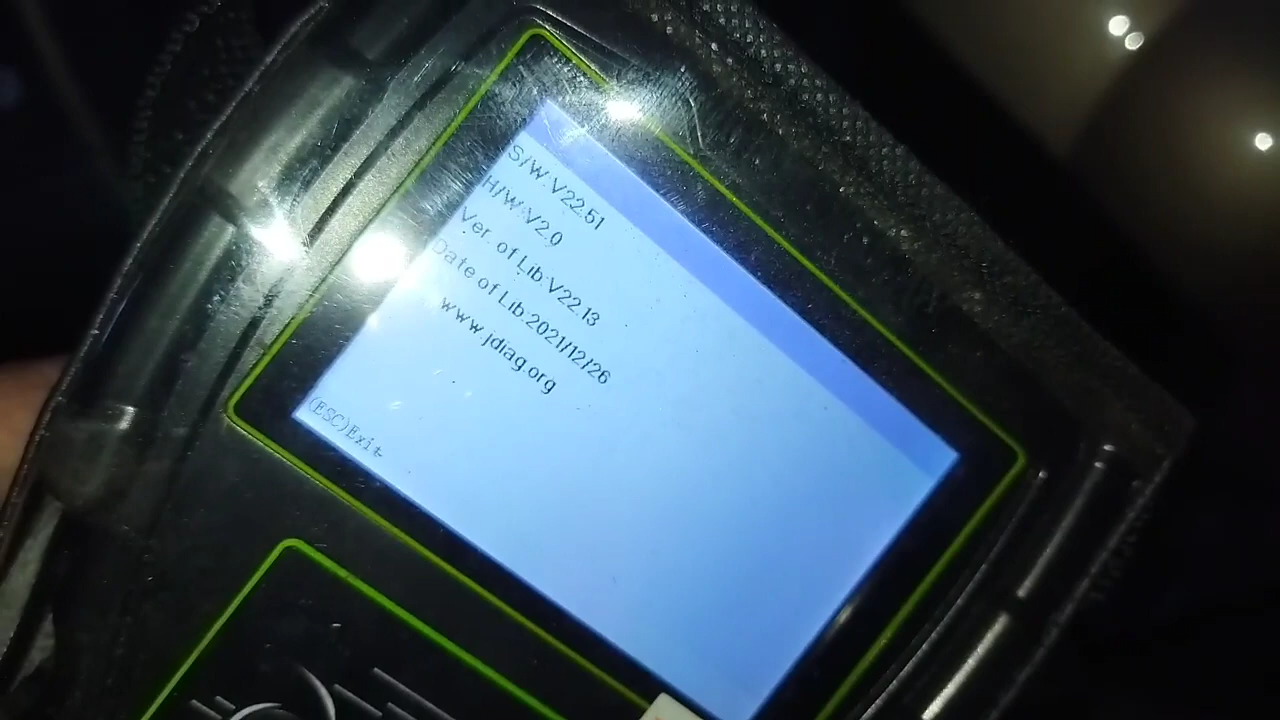 S/W:V22.51
H/W:V2.0
Ver. of Lib:V22.13
Date of Lib:2021/12/26
www.jdiag.org
(ESC)Exit